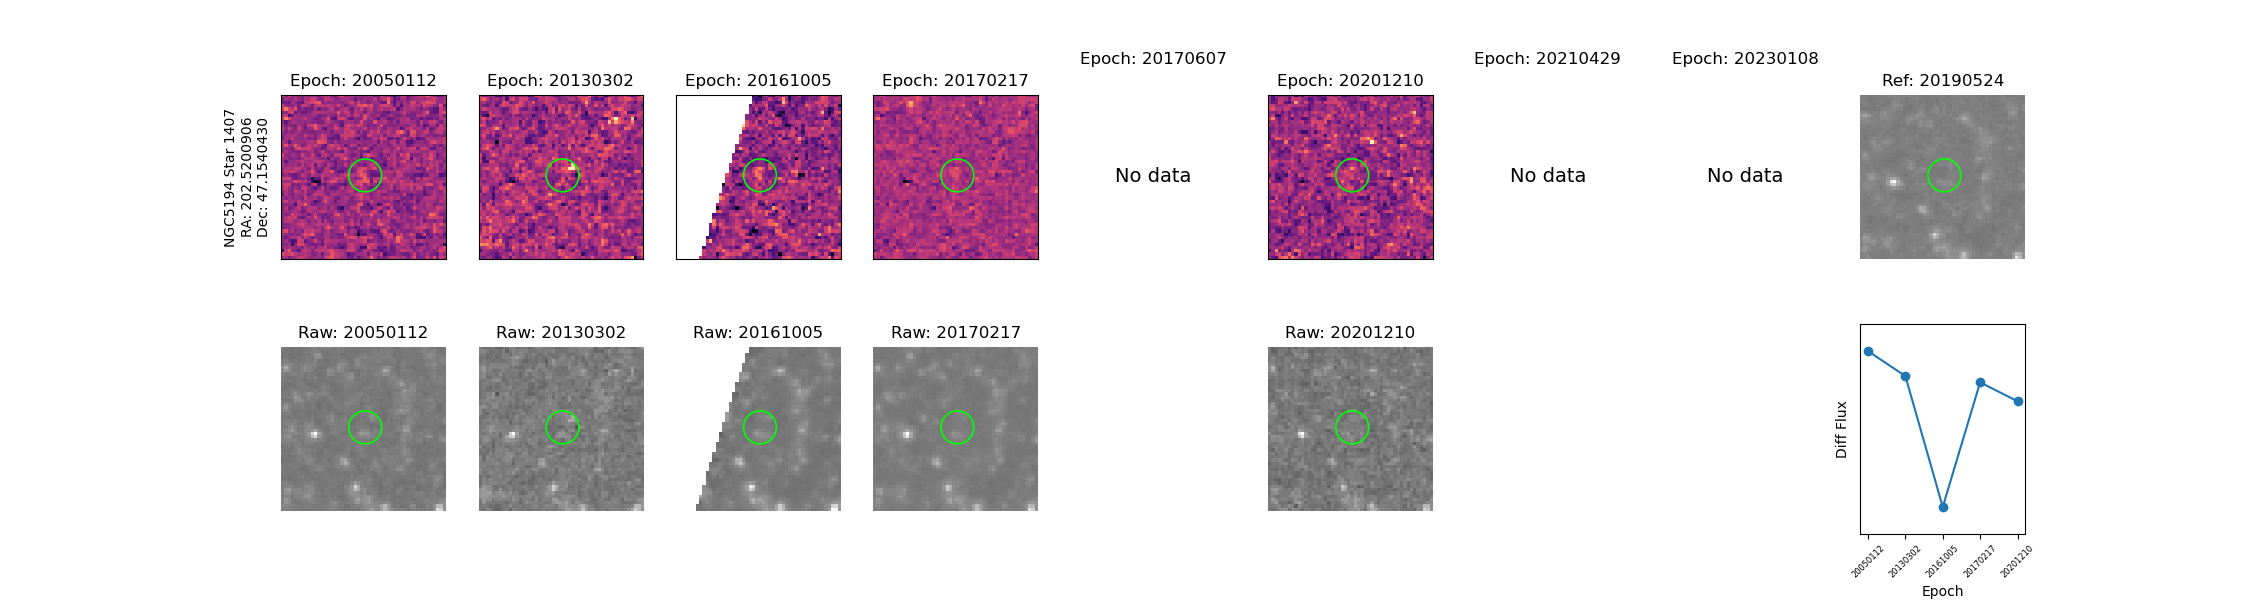 NGC5194 Star 1407
RA: 202.5200906
Dec: 47.1540430
Epoch: 20050112
Epoch: 20130302
Epoch: 20161005
Epoch: 20170217
Epoch: 20170607
No data
Epoch: 20201210
Epoch: 20210429
No data
Epoch: 20230108
No data
Ref: 20190524
Raw: 20050112
Raw: 20130302
Raw: 20161005
Raw: 20170217
Raw: 20201210
Diff Flux
20050112
20130302
20161005
20170217
20201210
Epoch